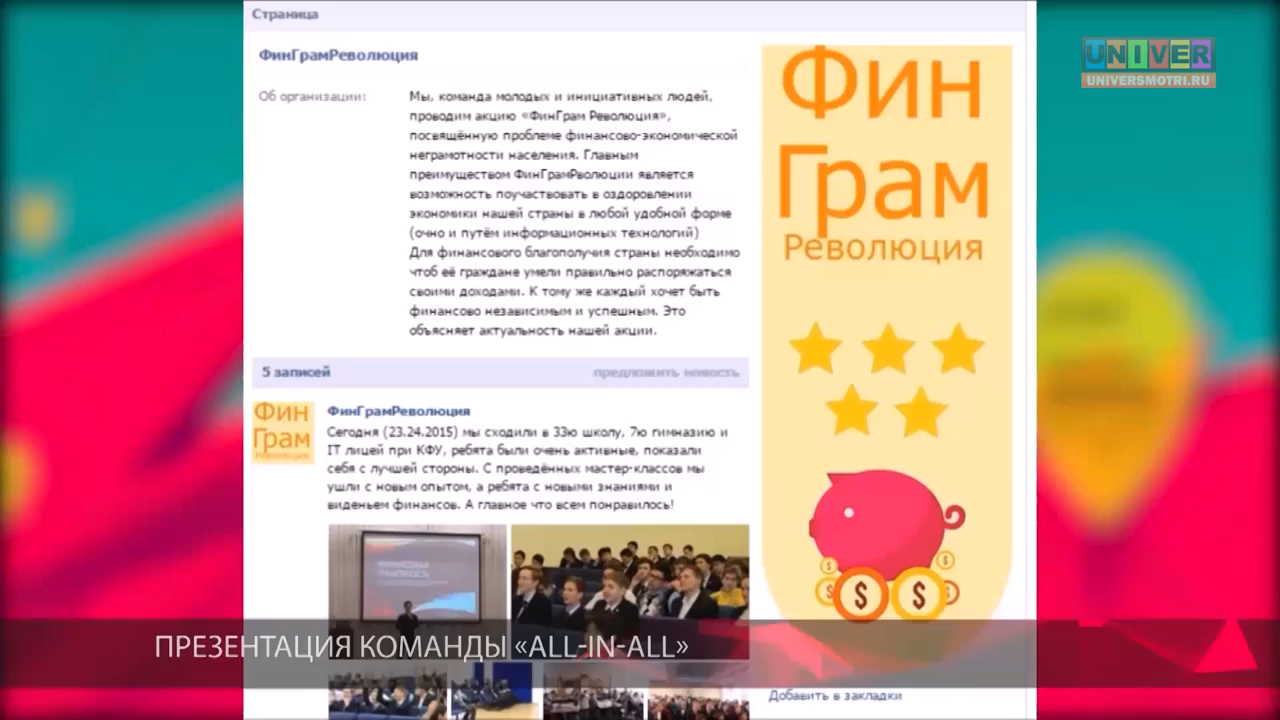 Страница
ФинГрамРеволюция
Об организации:
Мы, команда молодых и инициативных людей,
проводим акцию «ФинГрам Революция»,
посвящённую проблеме финансово-экономической
неграмотности населения. Главным
преимуществом ФинГрамРволюции является
возможность поучаствовать в оздоровлении
экономики нашей страны в любой удобной форме
(очно и путём информационных технологий)
Для финансового благополучия страны необходимо
чтоб её граждане умели правильно распоряжаться
своими доходами. К тому же каждый хочет быть
финансово независимым и успешным. Это
объясняет актуальность нашей акции.
5 записей
предложить новость
Фин
Грам
Революция
ФинГрамРеволюция
Сегодня (23.24.2015) мы сходили в 33ю школу, 7ю гимназию и
IT лицей при КФУ, ребята были очень активные, показали
себя с лучшей стороны. С проведённых мастер-классов мы
ушли с новым опытом, а ребята с новыми знаниями и
виденьем финансов. А главное что всем понравилось!
Фин
Грам
Революция
$ $
$ $
$ $
Добавить в закладки
ПРЕЗЕНТАЦИЯ КОМАНДЫ «ALL-IN-ALL»
UNIVER
UNIVERSMOTRI.RU